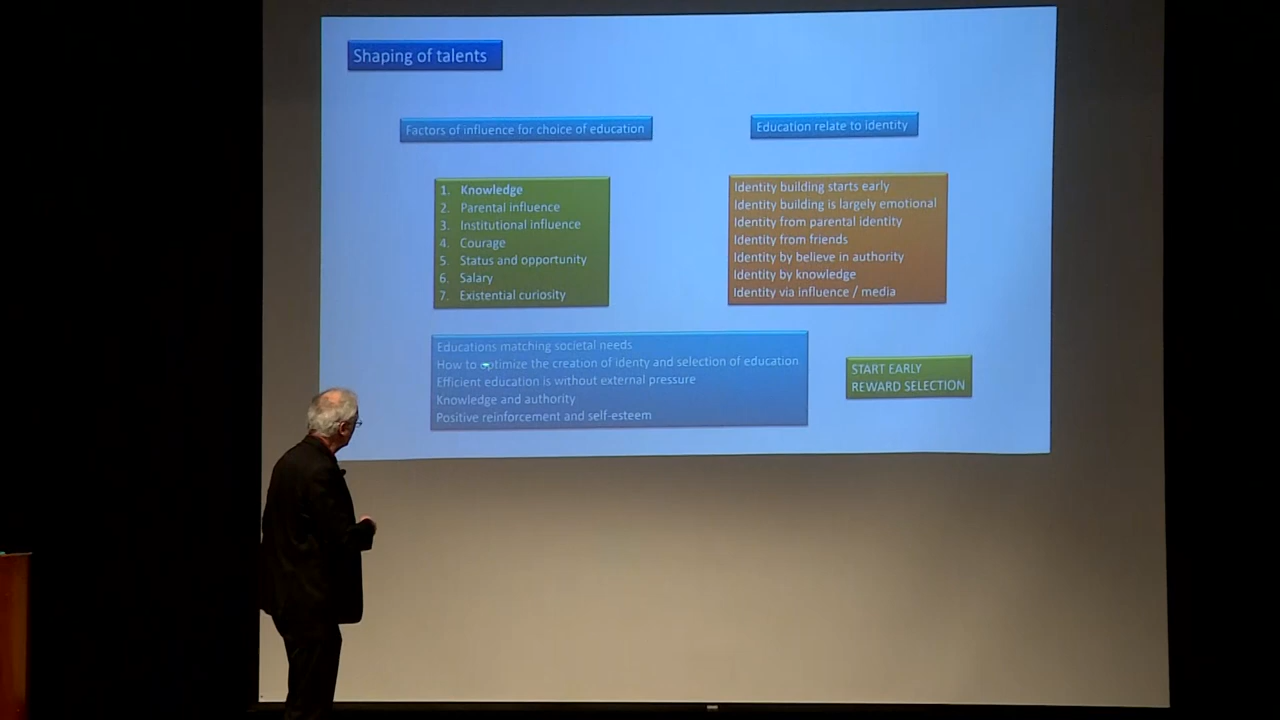 Shaping of talents
Factors of influence for choice of education
Education relate to identity
1. Knowledge
2. Parental influence
3. Institutional influence
4. Courage
5. Status and opportunity
6. Salary
7. Existential curiosity
Identity building starts early
Identity building is largely emotional
Identity from parental identity
Identity from friends
Identity by believe in authority
Identity by knowledge
Identity via influence / media
Educations matching societal needs
How to optimize the creation of identy and selection of education
Efficient education is without external pressure
Knowledge and authority
Positive reinforcement and self-esteem
START EARLY
REWARD SELECTION